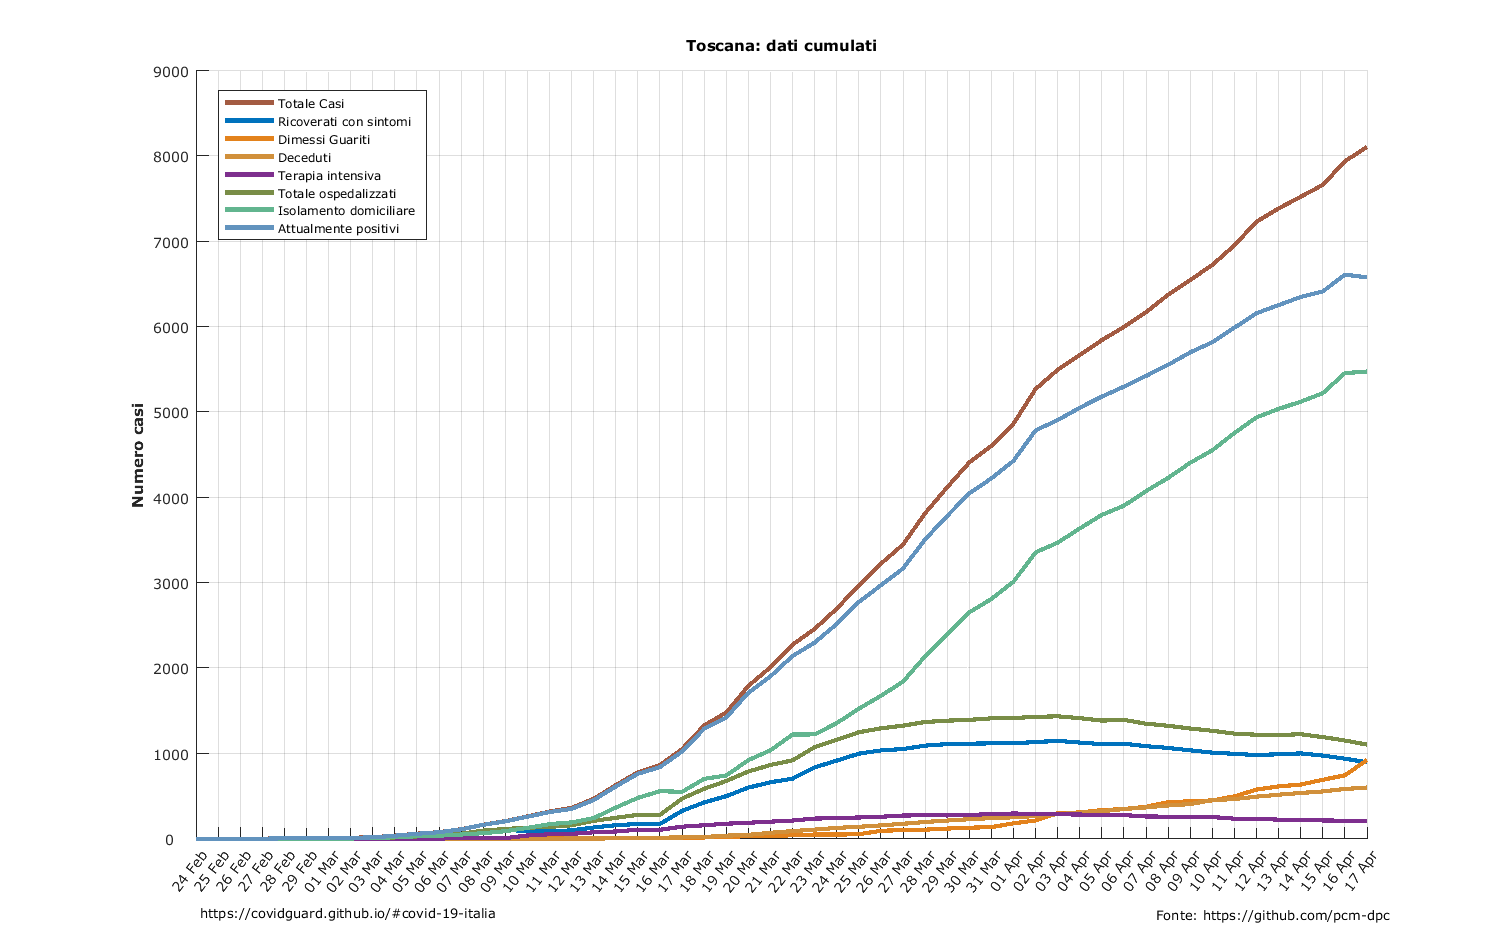 Toscana: dati cumulati
9000
8000
7000
6000
5000
4000
3000
2000
1000
0
Numero casi
Totale Casi
Ricoverati con sintomi
Dimessi Guariti
Deceduti
Terapia intensiva
Totale ospedalizzati
Isolamento domiciliare
Attualmente positivi
24 Feb
25 Feb
26 Feb
27 Feb
28 Feb
29 Feb
01 Mar
02 Mar
03 Mar
04 Mar
05 Mar
06 Mar
07 Mar
08 Mar
09 Mar
10 Mar
11 Mar
12 Mar
13 Mar
14 Mar
15 Mar
16 Mar
17 Mar
18 Mar
19 Mar
20 Mar
21 Mar
22 Mar
23 Mar
24 Mar
25 Mar
26 Mar
27 Mar
28 Mar
29 Mar
30 Mar
31 Mar
01 Apr
02 Apr
03 Apr
04 Apr
05 Apr
06 Apr
07 Apr
08 Apr
09 Apr
10 Apr
11 Apr
12 Apr
13 Apr
14 Apr
15 Apr
16 Apr
17 Apr
https://covidguard.github.io/#covid-19-italia
Fonte: https://github.com/pcm-dpc